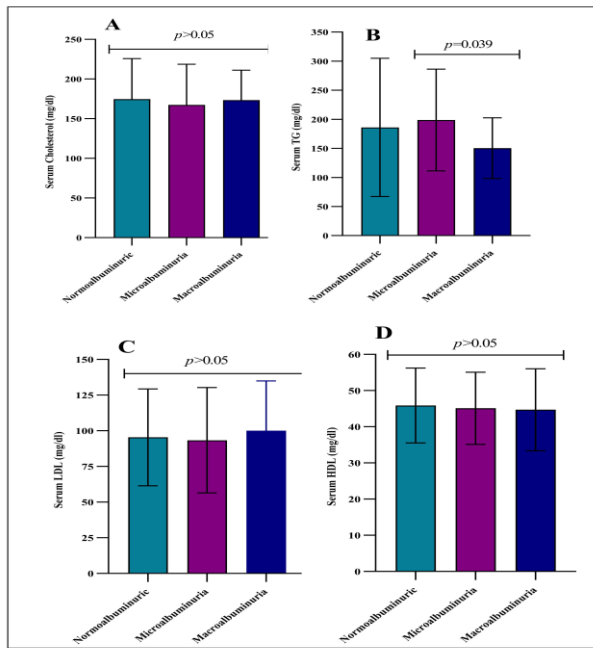 A
p>0.05
250
200
150
100
50
0
Serum Cholesterol (mg/dl)
Normoalbuminuric
Microalbuminuria
Macroalbuminuria
B
p=0.039
350
300
250
200
150
100
50
0
Serum TG (mg/dl)
Normoalbuminuric
Microalbuminuria
Macroalbuminuria
C
p>0.05
150
125
100
75
50
25
0
Serum LDL (mg/dl)
Normoalbuminuric
Microalbuminuria
Macroalbuminuria
D
p>0.05
60
50
40
30
20
10
0
Serum HDL (mg/dl)
Normoalbuminuric
Microalbuminuria
Macroalbuminuria